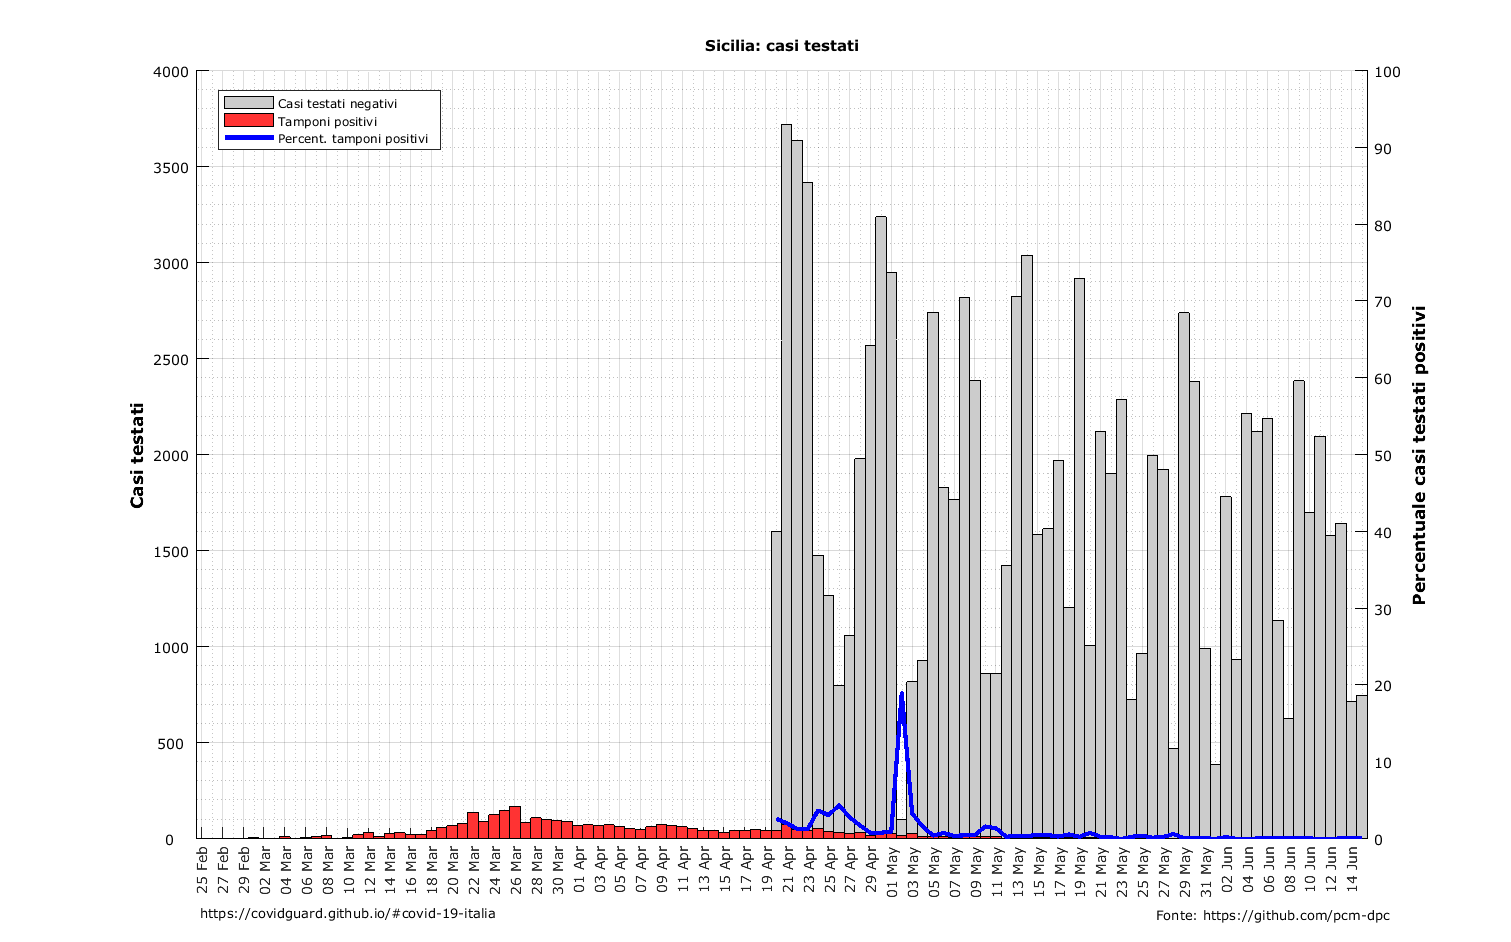 Sicilia: casi testati
Casi testati negativi
Tamponi positivi
Percent. tamponi positivi
Casi testati
4000
3500
3000
2500
2000
1500
1000
500
0
100
90
80
70
60
50
40
30
20
10
0
Percentuale casi testati positivi
25 Feb
27 Feb
29 Feb
02 Mar
04 Mar
06 Mar
08 Mar
10 Mar
12 Mar
14 Mar
16 Mar
18 Mar
20 Mar
22 Mar
24 Mar
26 Mar
28 Mar
30 Mar
01 Apr
03 Apr
05 Apr
07 Apr
09 Apr
11 Apr
13 Apr
15 Apr
17 Apr
19 Apr
21 Apr
23 Apr
25 Apr
27 Apr
29 Apr
01 May
03 May
05 May
07 May
09 May
11 May
13 May
15 May
17 May
19 May
21 May
23 May
25 May
27 May
29 May
31 May
02 Jun
04 Jun
06 Jun
08 Jun
10 Jun
12 Jun
14 Jun
https://covidguard.github.io/#covid-19-italia
Fonte: https://github.com/pcm-dpc